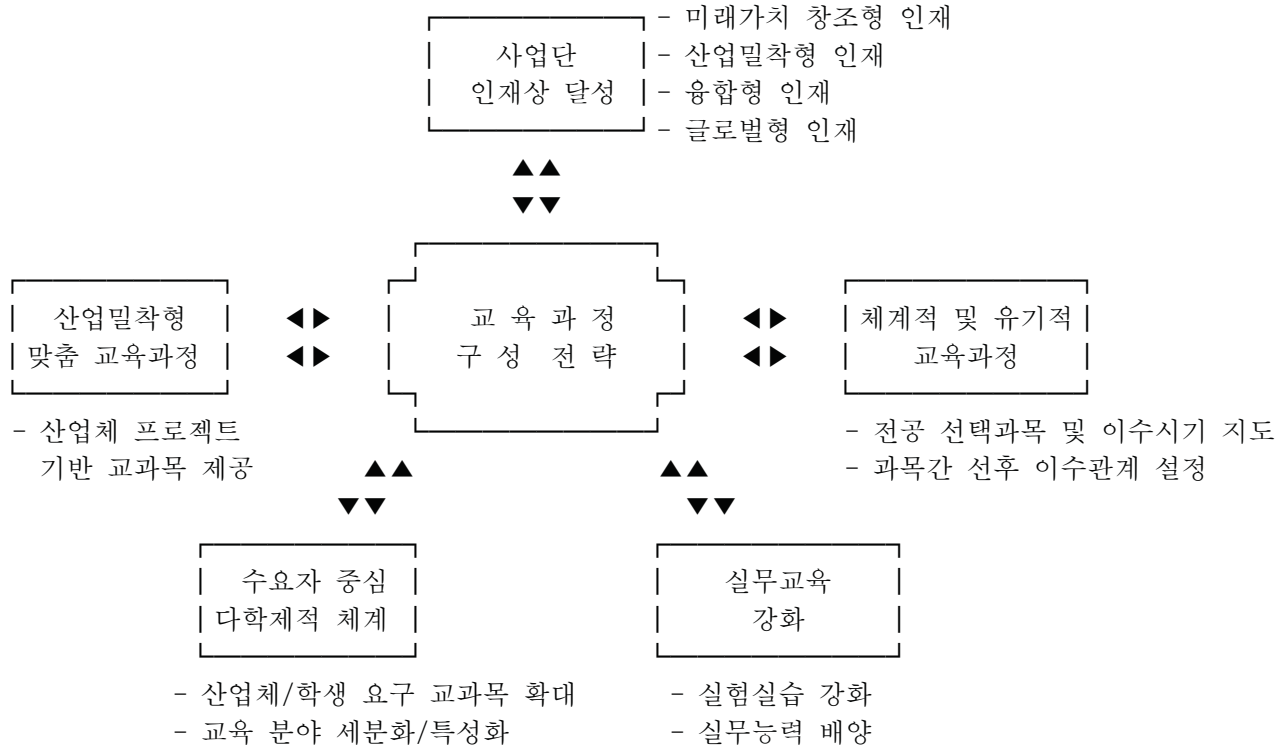 사업단
인재상 달성
- 미래가치 창조형 인재
- 산업밀착형 인재
- 융합형 인재
- 글로벌형 인재
▲▲
▼▼
산업밀착형
맞춤 교육과정
- 산업체 프로젝트
기반 교과목 제공
◀▶
◀▶
교 육 과 정
구 성 전 략
◀▶
◀▶
체계적 및 유기적
교육과정
- 전공 선택과목 및 이수시기 지도
- 과목간 선후 이수관계 설정
▲▲
▼▼
▲▲
▼▼
수요자 중심
다학제적 체계
- 산업체/학생 요구 교과목 확대
- 교육 분야 세분화/특성화
실무교육
강화
- 실험실습 강화
- 실무능력 배양